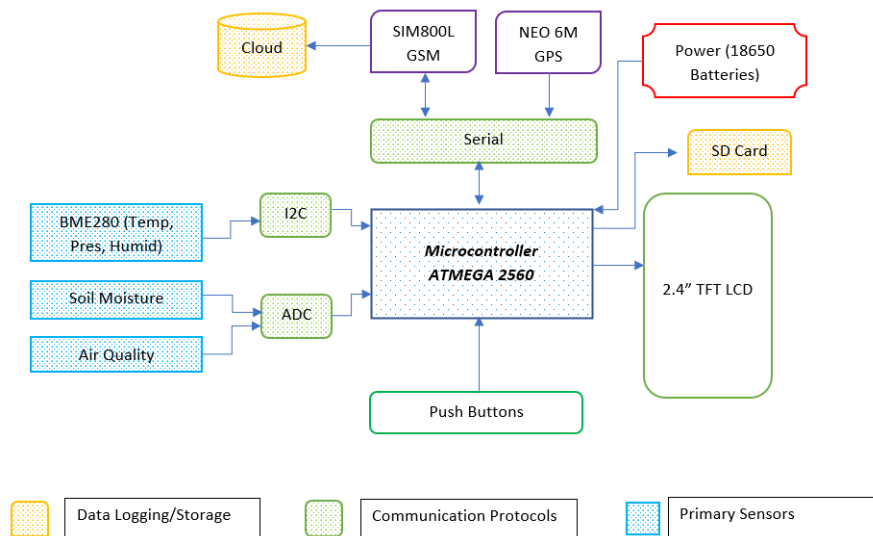 Cloud
SIM800L
GSM
NEO 6M
GPS
Power (18650
Batteries)
Serial
SD Card
BME280 (Temp,
Pres, Humid)
I2C
Microcontroller
ATMEGA 2560
Soil Moisture
ADC
Air Quality
2.4” TFT LCD
Push Buttons
Data Logging/Storage
Communication Protocols
Primary Sensors